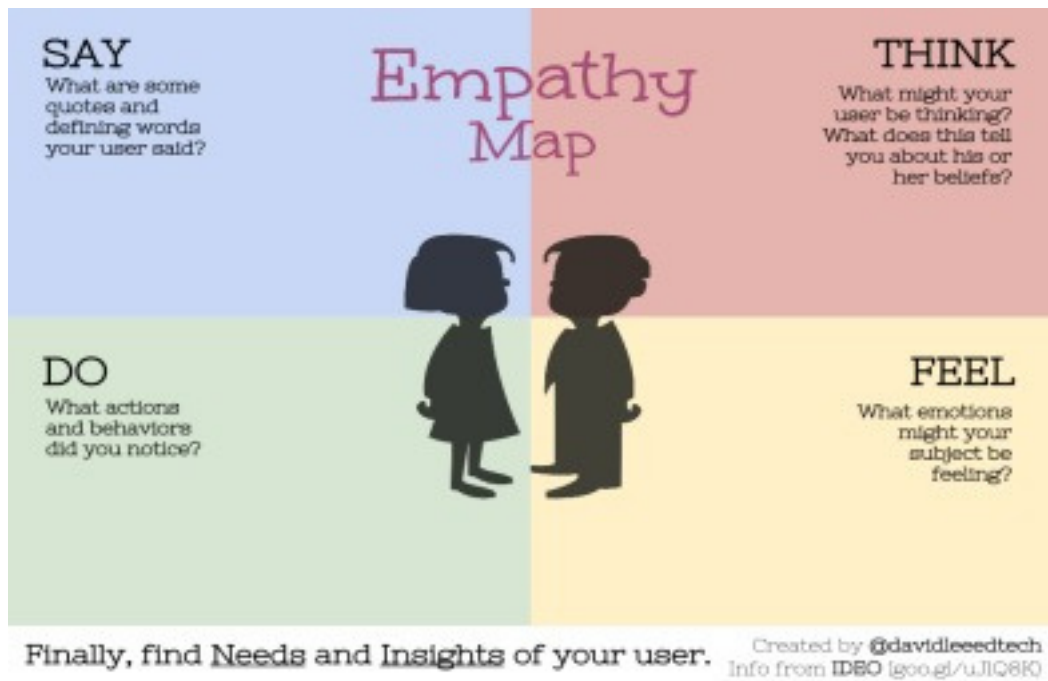 Empathy
Map
SAY
What are some
quotes and
defining words
your user said?
THINK
What might your
user be thinking?
What does this tell
you about his or
her beliefs?
DO
What actions
and behaviors
did you notice?
FEEL
What emotions
might your
subject be
feeling?
Finally, find Needs and Insights of your user.
Created by @davidleeedtech
Info from IDEO